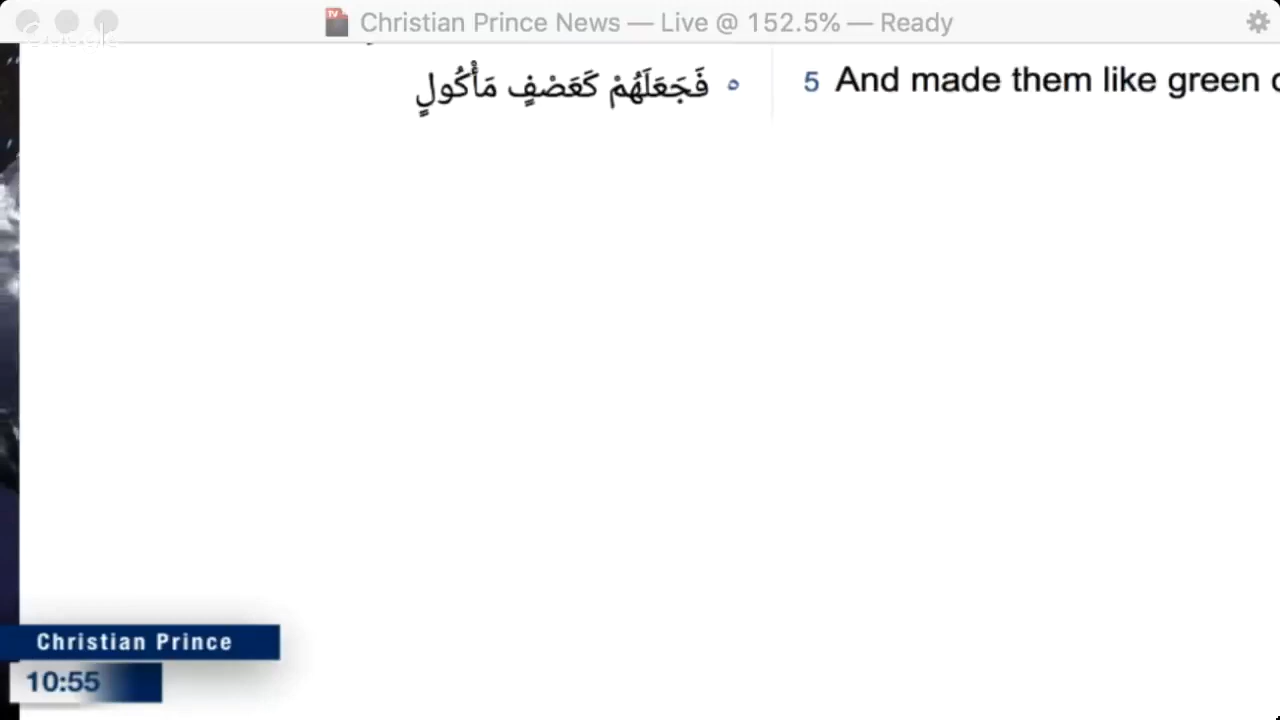 Christian Prince News — Live @ 152.5% — Ready
Google
فَجَعَلَهُمْ كَعَصْفٍ مَأْكُولٍ ٥
5 And made them like green
Christian Prince
10:55